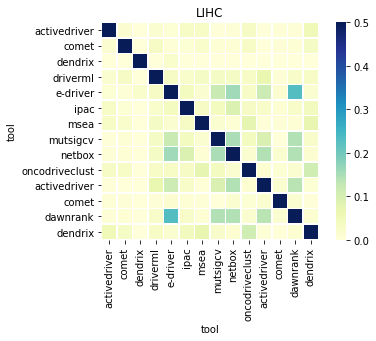 LIHC
activedriver
comet
dendrix
driverml
e-driver
ipac
msea
mutsigcv
netbox
oncodriveclust
activedriver
comet
dawnrank
dendrix
tool
activedriver
comet
dendrix
driverml
e-driver
ipac
msea
mutsigcv
netbox
oncodriveclust
activedriver
comet
dawnrank
dendrix
tool
0.5
0.4
0.3
0.2
0.1
0.0